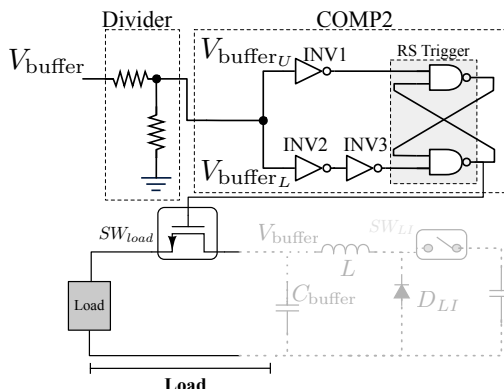 Divider
COMP2
V_buffer
V_buffer_U
INV1
RS Trigger
INV2
INV3
V_buffer_L
SW_load
V_buffer
SW_LI
L
Load
C_buffer
D_LI
Load